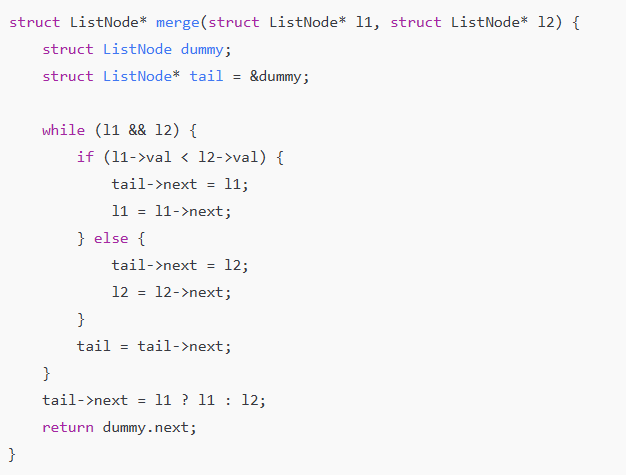 struct ListNode* merge(struct ListNode* l1, struct ListNode* l2) {
    struct ListNode dummy;
    struct ListNode* tail = &dummy;

    while (l1 && l2) {
        if (l1->val < l2->val) {
            tail->next = l1;
            l1 = l1->next;
        } else {
            tail->next = l2;
            l2 = l2->next;
        }
        tail = tail->next;
    }
    tail->next = l1 ? l1 : l2;
    return dummy.next;
}